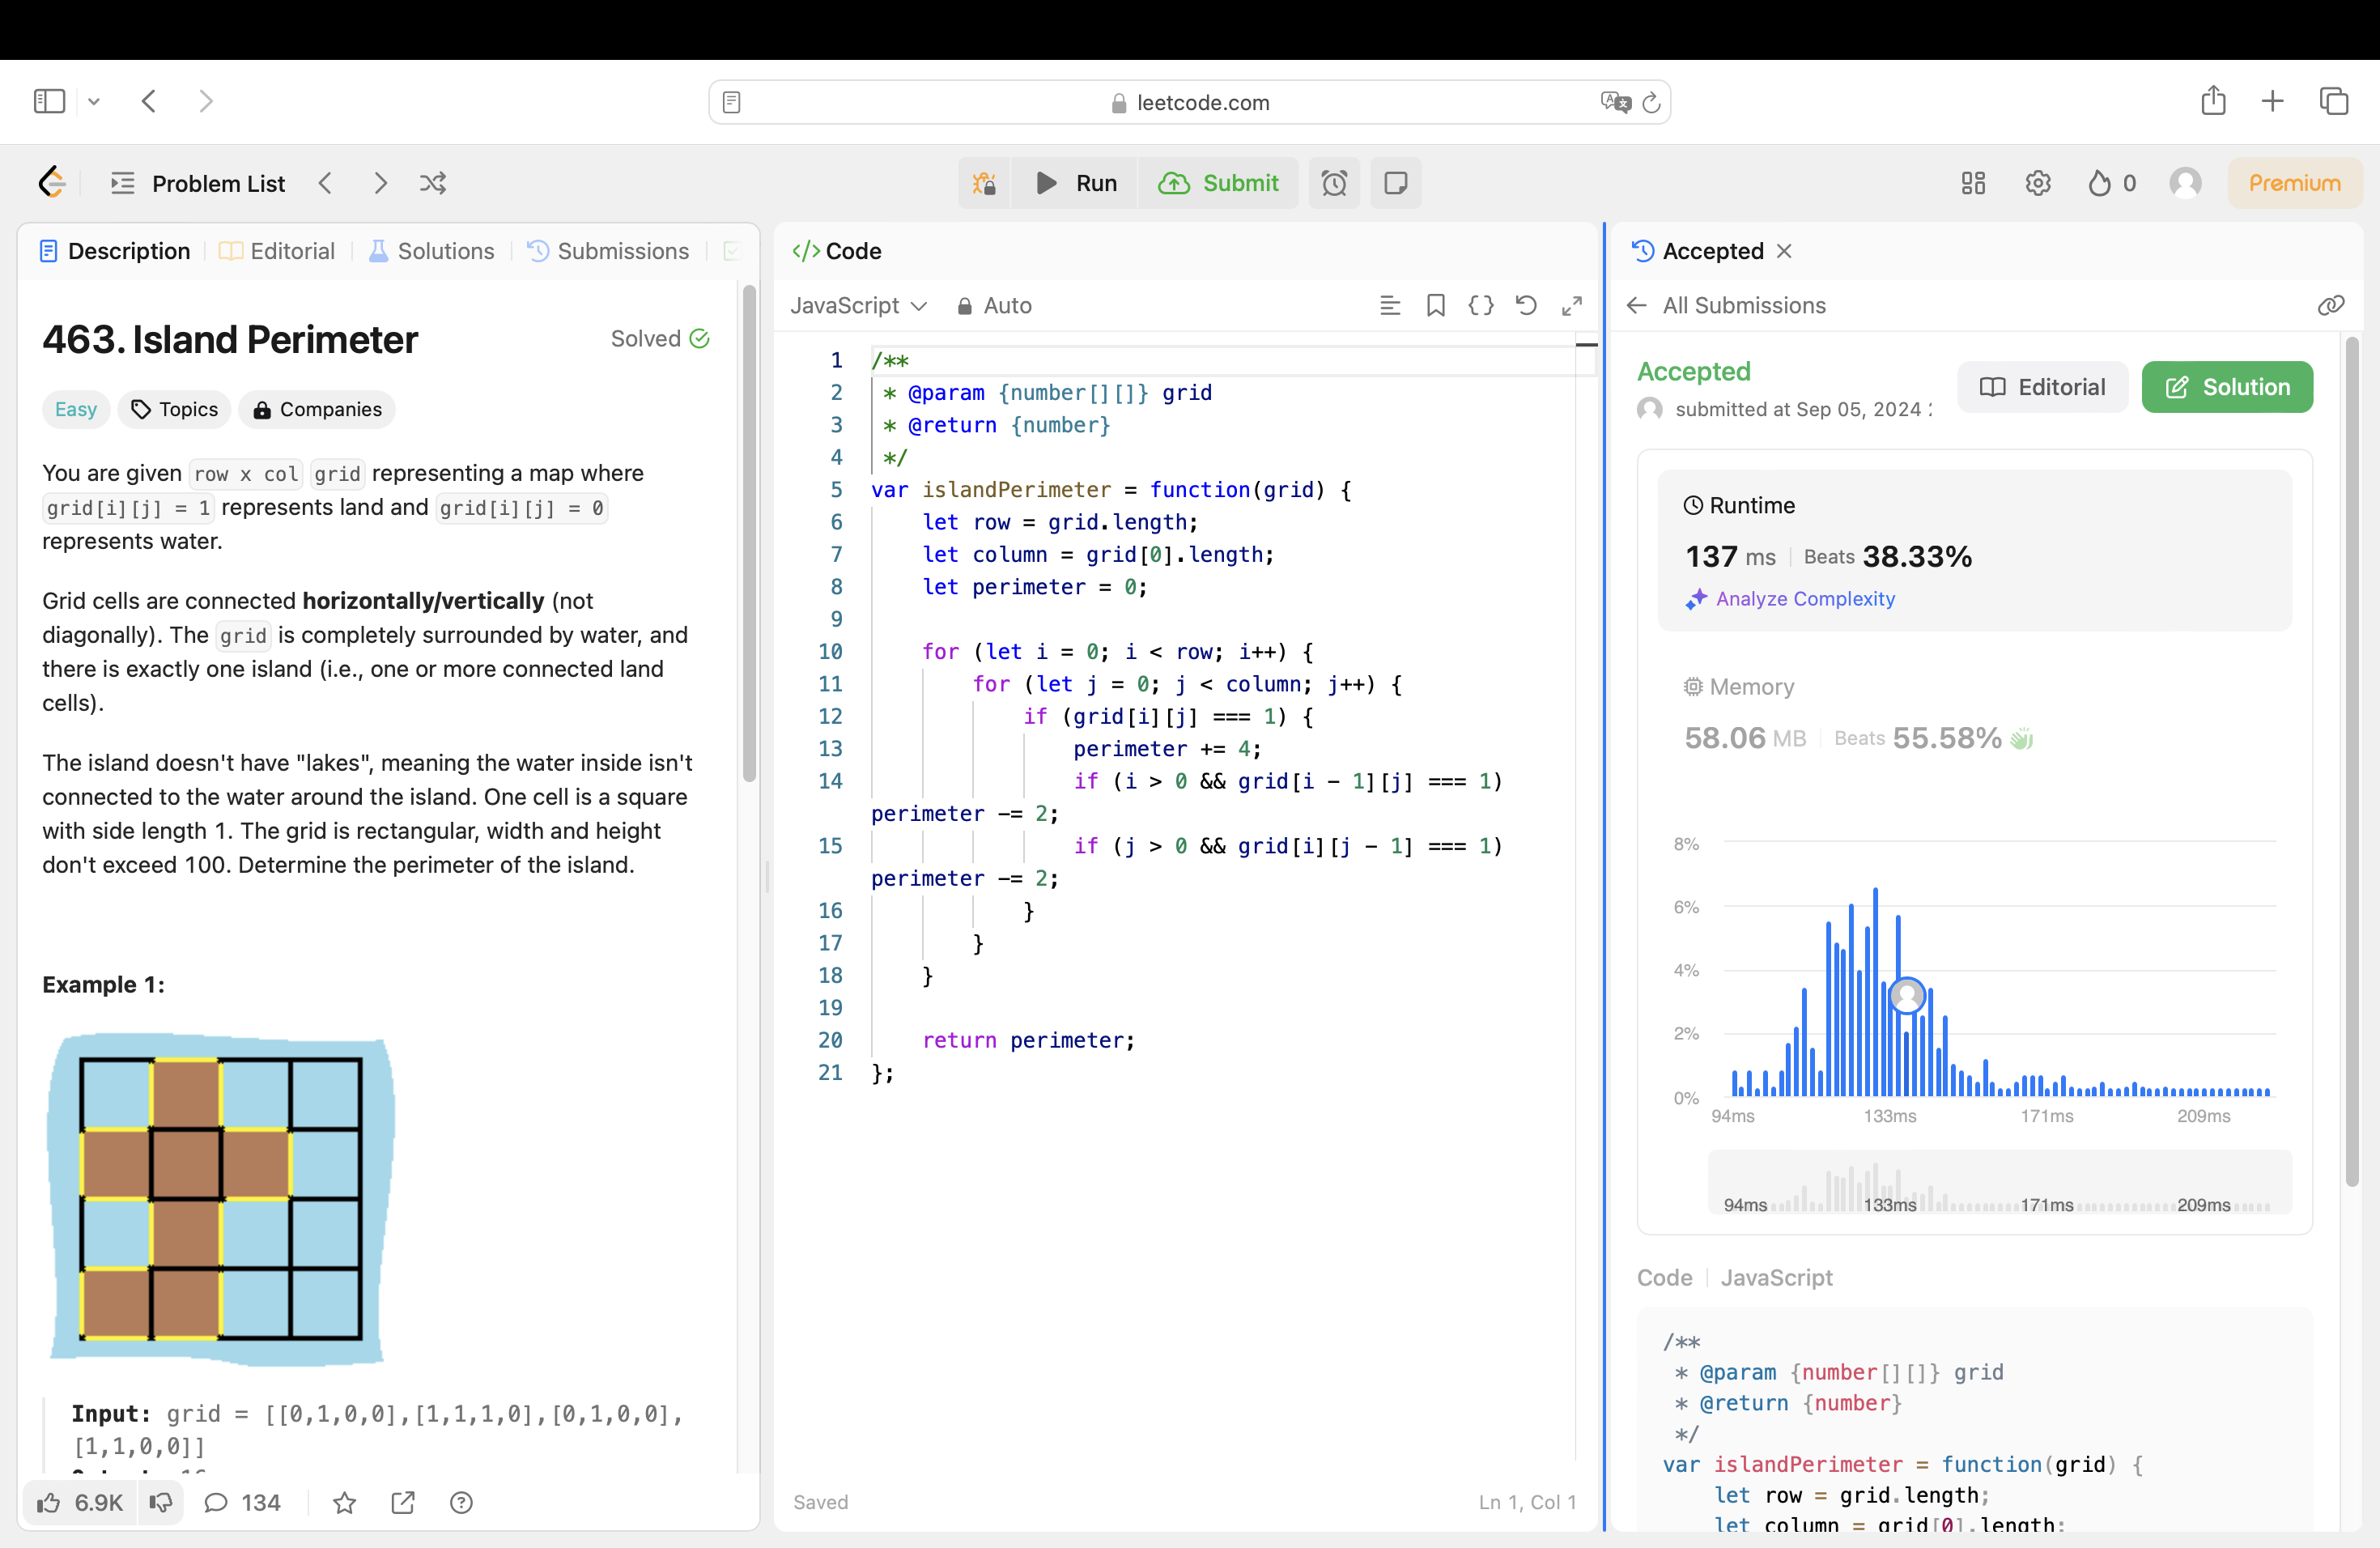 leetcode.com
Problem List
Run
Submit
0
Premium
Description
Editorial
Solutions
Submissions
463. Island Perimeter
Solved
Easy
Topics
Companies
You are given row x col grid representing a map where
grid[i][j] = 1 represents land and grid[i][j] = 0
represents water.
Grid cells are connected horizontally/vertically (not
diagonally). The grid is completely surrounded by water, and
there is exactly one island (i.e., one or more connected land
cells).
The island doesn't have "lakes", meaning the water inside isn't
connected to the water around the island. One cell is a square
with side length 1. The grid is rectangular, width and height
don't exceed 100. Determine the perimeter of the island.
Example 1:
Input: grid = [[0,1,0,0],[1,1,1,0],[0,1,0,0],
[1,1,0,0]]
6.9K
134
</> Code
JavaScript
Auto
1 /**
2  * @param {number[][]} grid
3  * @return {number}
4  */
5 var islandPerimeter = function(grid) {
6     let row = grid.length;
7     let column = grid[0].length;
8     let perimeter = 0;
9
10     for (let i = 0; i < row; i++) {
11         for (let j = 0; j < column; j++) {
12             if (grid[i][j] === 1) {
13                 perimeter += 4;
14                 if (i > 0 && grid[i - 1][j] === 1)
perimeter -= 2;
15                 if (j > 0 && grid[i][j - 1] === 1)
perimeter -= 2;
16             }
17         }
18     }
19
20     return perimeter;
21 };
Saved
Ln 1, Col 1
Accepted
All Submissions
Accepted
submitted at Sep 05, 2024
Editorial
Solution
Runtime
137 ms | Beats 38.33%
Analyze Complexity
Memory
58.06 MB | Beats 55.58%
8%
6%
4%
2%
0%
94ms 133ms 171ms 209ms
94ms 133ms 171ms 209ms
Code | JavaScript
/**
 * @param {number[][]} grid
 * @return {number}
 */
var islandPerimeter = function(grid) {
    let row = grid.length;
    let column = grid[0].length;